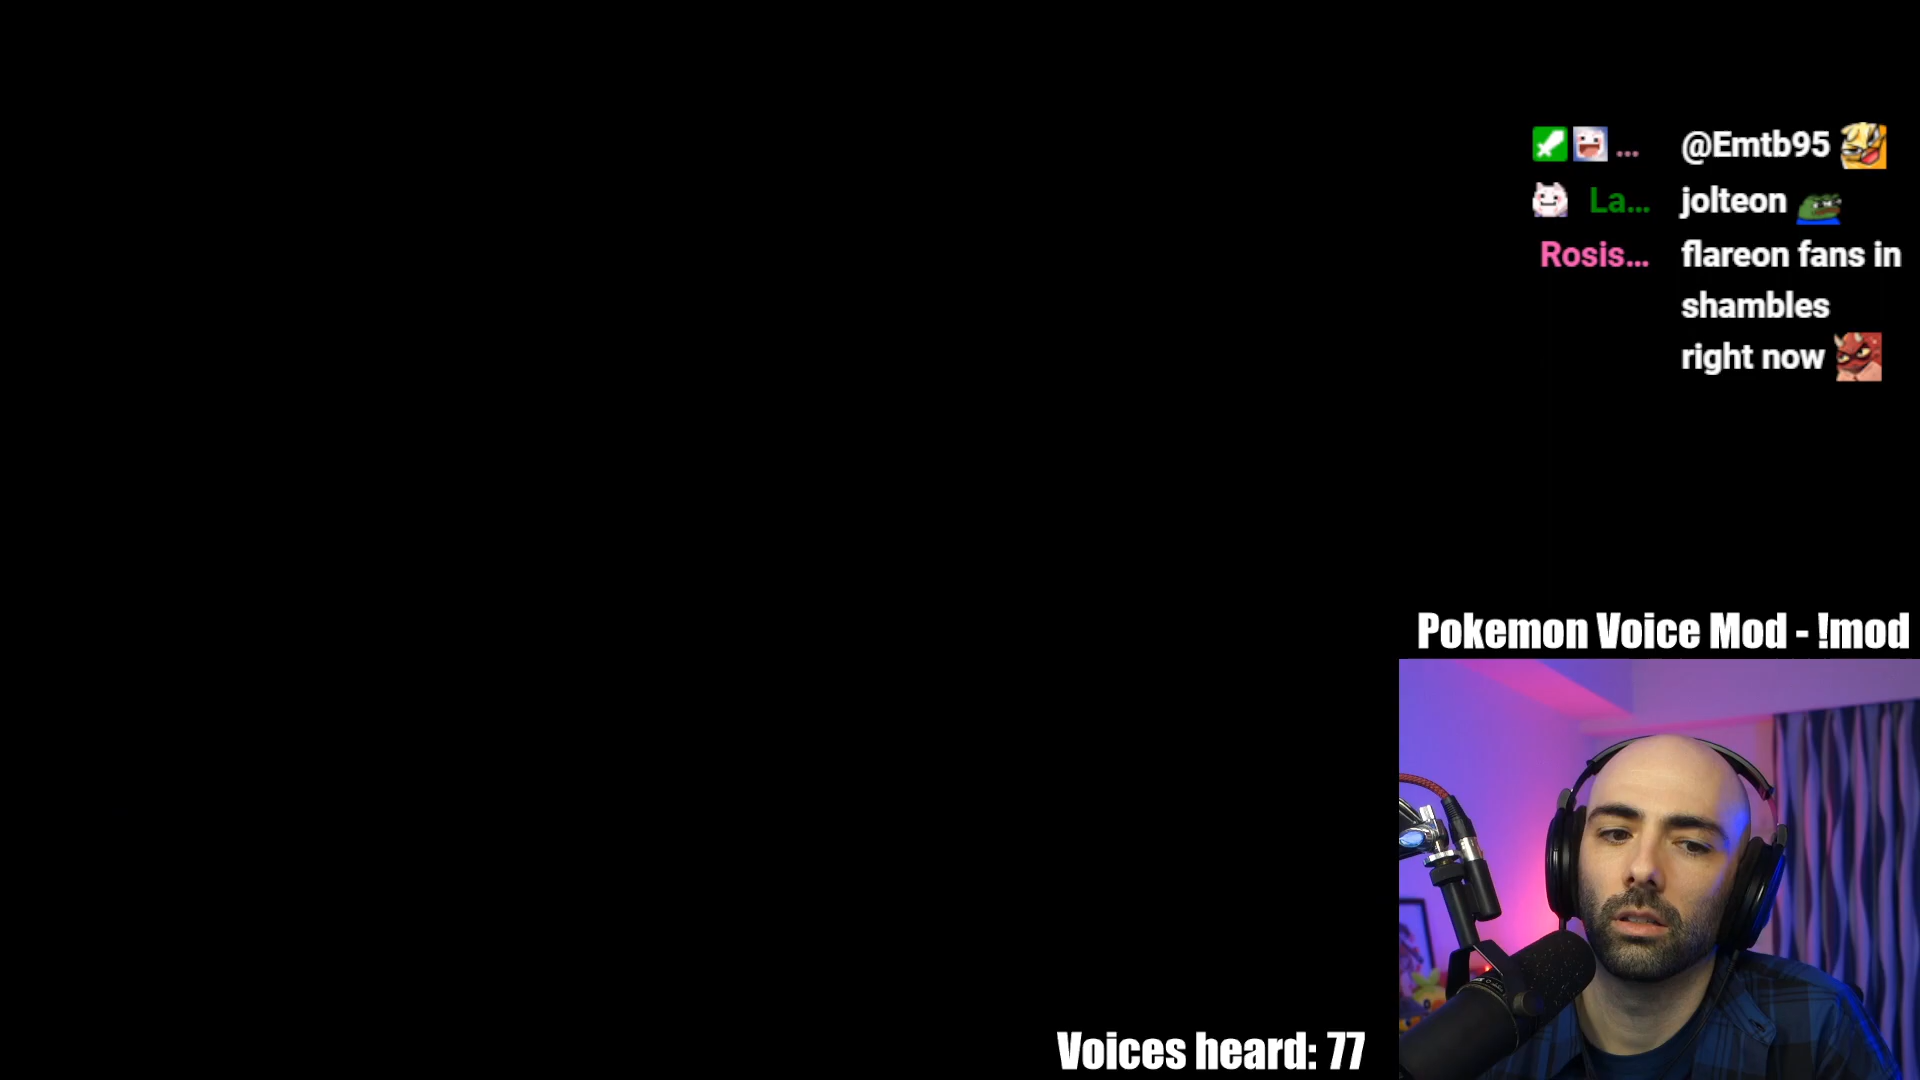 ... @Emtb95
La... jolteon
Rosis... flareon fans in
shambles
right now
Pokemon Voice Mod - !mod
Voices heard: 77